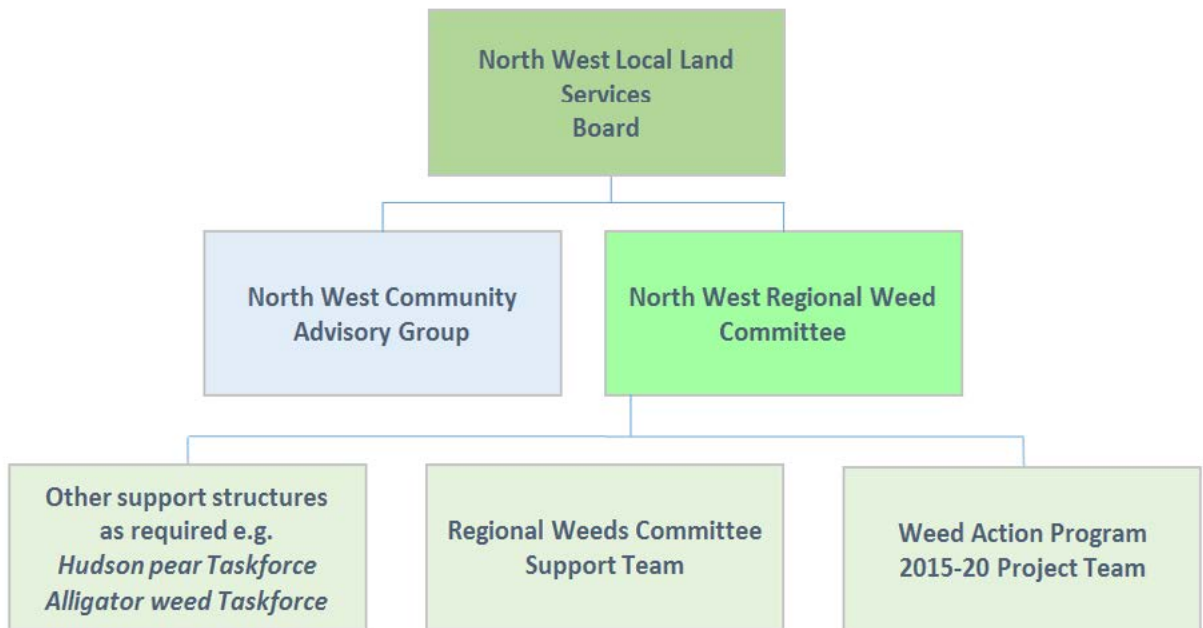 North West Local Land
Services
Board
North West Community
Advisory Group
North West Regional Weed
Committee
Other support structures
as required e.g.
Hudson pear Taskforce
Alligator weed Taskforce
Regional Weeds Committee
Support Team
Weed Action Program
2015-20 Project Team